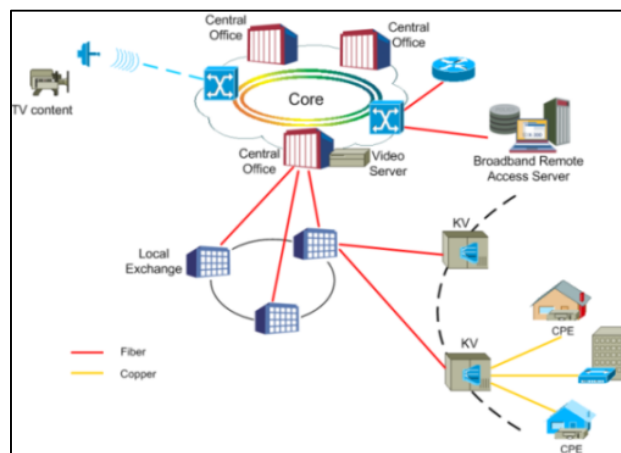 Central
Office
Central
Office
TV content
Core
Central
Office
Video
Server
Broadband Remote
Access Server
KV
Local
Exchange
CPE
KV
Fiber
Copper
CPE